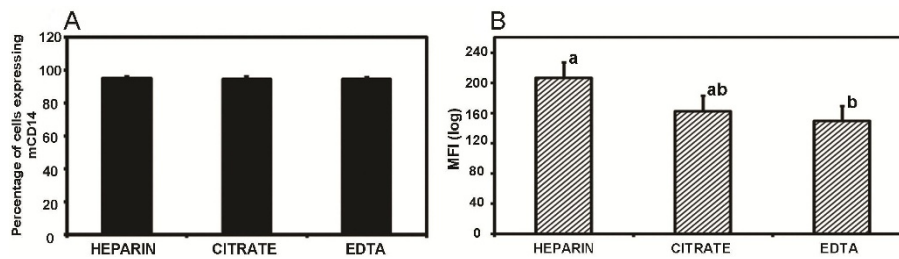 A
Percentage of cells expressing
mCD14
120
100
80
60
40
20
0
HEPARIN CITRATE EDTA
B
MFI (log)
240
200
160
120
80
40
0
a
ab
b
HEPARIN CITRATE EDTA